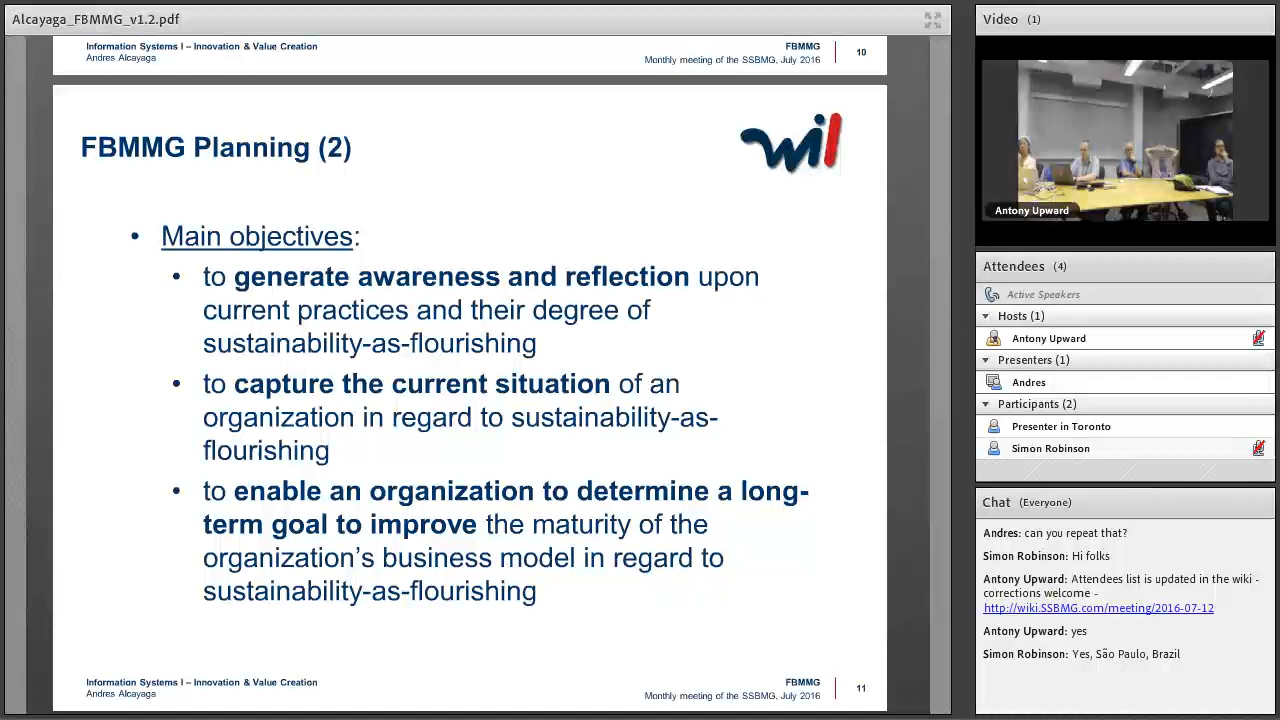 Alcayaga_FBMMG_v1.2.pdf
Information Systems I – Innovation & Value Creation
Andres Alcayaga
FBMMG
Monthly meeting of the SSBMG, July 2016
10
FBMMG Planning (2)
wil
• Main objectives:
• to generate awareness and reflection upon
current practices and their degree of
sustainability-as-flourishing
• to capture the current situation of an
organization in regard to sustainability-as-
flourishing
• to enable an organization to determine a long-
term goal to improve the maturity of the
organization's business model in regard to
sustainability-as-flourishing
Information Systems I – Innovation & Value Creation
Andres Alcayaga
FBMMG
Monthly meeting of the SSBMG, July 2016
11
Video (1)
Antony Upward
Attendees (4)
Active Speakers
Hosts (1)
Antony Upward
Presenters (1)
Andres
Participants (2)
Presenter in Toronto
Simon Robinson
Chat (Everyone)
Andres: can you repeat that?
Simon Robinson: Hi folks
Antony Upward: Attendees list is updated in the wiki -
corrections welcome -
http://wiki.SSBMG.com/meeting/2016-07-12
Antony Upward: yes
Simon Robinson: Yes, São Paulo, Brazil